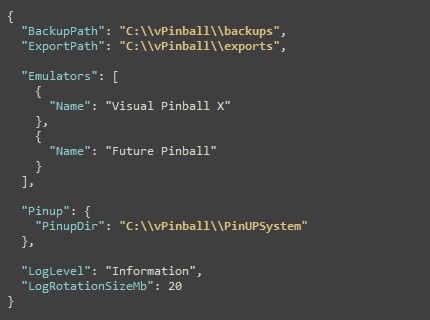 {
  "BackupPath": "C:\\vPinball\\backups",
  "ExportPath": "C:\\vPinball\\exports",

  "Emulators": [
    {
      "Name": "Visual Pinball X"
    },
    {
      "Name": "Future Pinball"
    }
  ],

  "Pinup": {
    "PinupDir": "C:\\vPinball\\PinUPSystem"
  },

  "LogLevel": "Information",
  "LogRotationSizeMb": 20
}